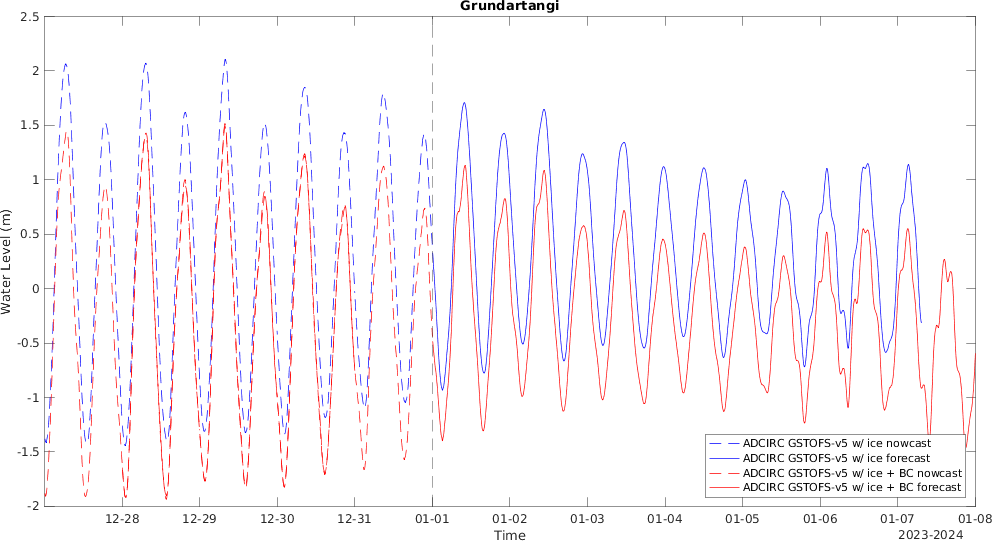 Grundartangi
2.5
2
1.5
1
0.5
0
-0.5
-1
-1.5
-2
Water Level (m)
ADCIRC GSTOFS-v5 w/ ice nowcast
ADCIRC GSTOFS-v5 w/ ice forecast
ADCIRC GSTOFS-v5 w/ ice + BC nowcast
ADCIRC GSTOFS-v5 w/ ice + BC forecast
12-28 12-29 12-30 12-31 01-01 01-02 01-03 01-04 01-05 01-06 01-07 01-08
Time
2023-2024